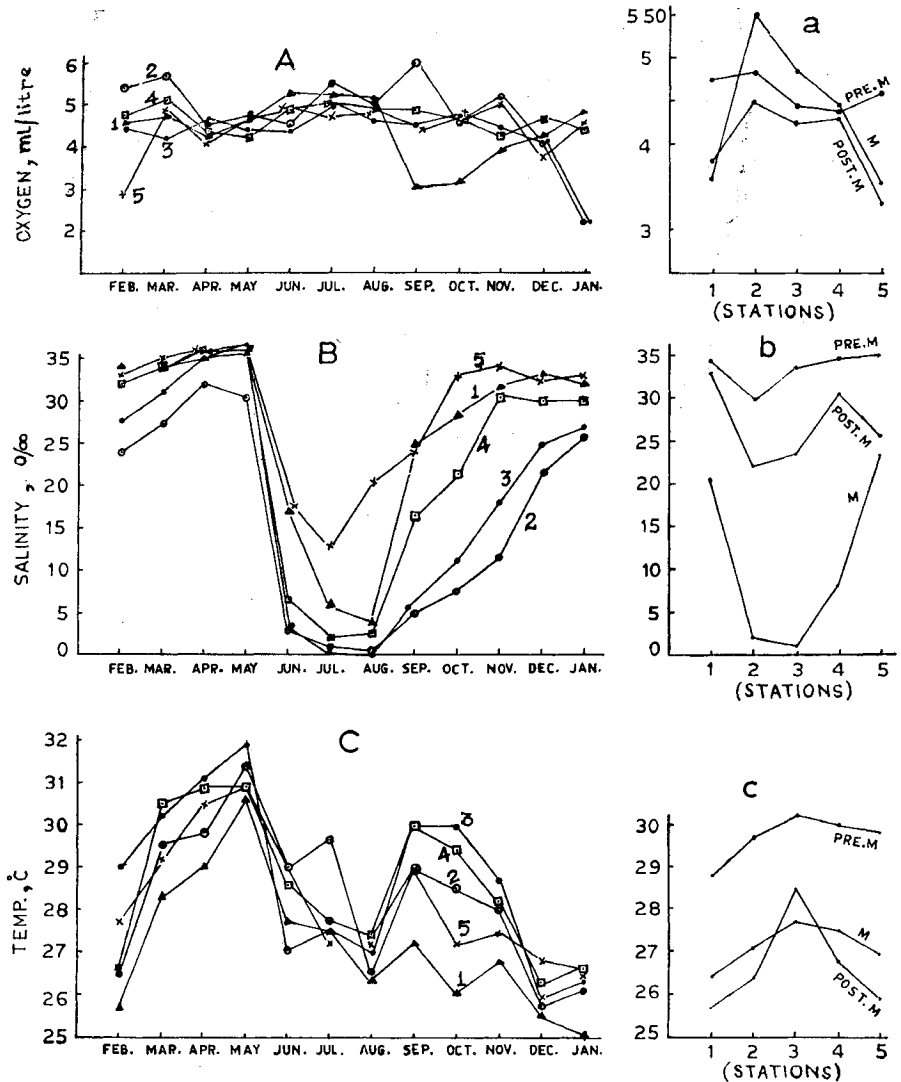 A
OXYGEN, ml/litre
6
5
4
3
2
2
4
1
3
5
FEB. MAR. APR. MAY JUN. JUL. AUG. SEP. OCT. NOV. DEC. JAN.
a
5 50
5
4
3
PRE.M
M
POST.M
1 2 3 4 5
(STATIONS)
B
SALINITY, 0/00
35
30
25
20
15
10
5
0
5
1
4
3
2
FEB. MAR. APR. MAY JUN. JUL. AUG. SEP. OCT. NOV. DEC. JAN.
b
35
30
25
20
15
10
5
0
PRE.M
POST.M
M
1 2 3 4 5
(STATIONS)
C
TEMP., °C
32
31
30
29
28
27
26
25
3
4
2
5
1
FEB. MAR. APR. MAY JUN. JUL. AUG. SEP. OCT. NOV. DEC. JAN.
c
30
29
28
27
26
25
PRE.M
M
POST.M
1 2 3 4 5
(STATIONS)